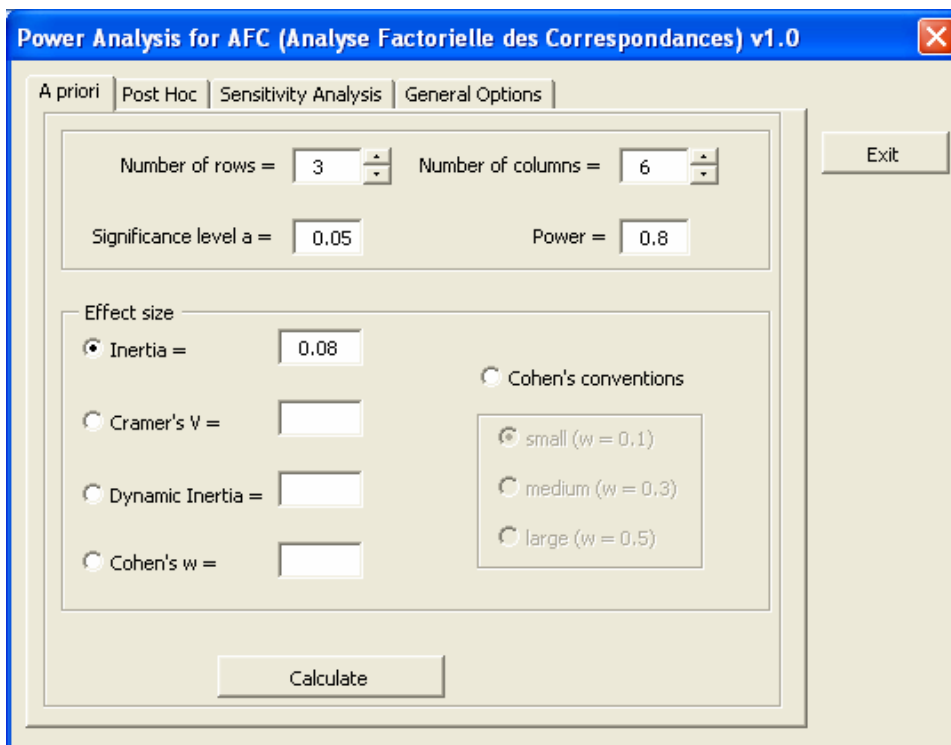 Power Analysis for AFC (Analyse Factorielle des Correspondances) v1.0
A priori Post Hoc Sensitivity Analysis General Options
Exit
Number of rows = 3 Number of columns = 6
Significance level a = 0.05 Power = 0.8
Effect size
Inertia = 0.08
Cohen's conventions
Cramer's V =
small (w = 0.1)
Dynamic Inertia =
medium (w = 0.3)
large (w = 0.5)
Cohen's w =
Calculate